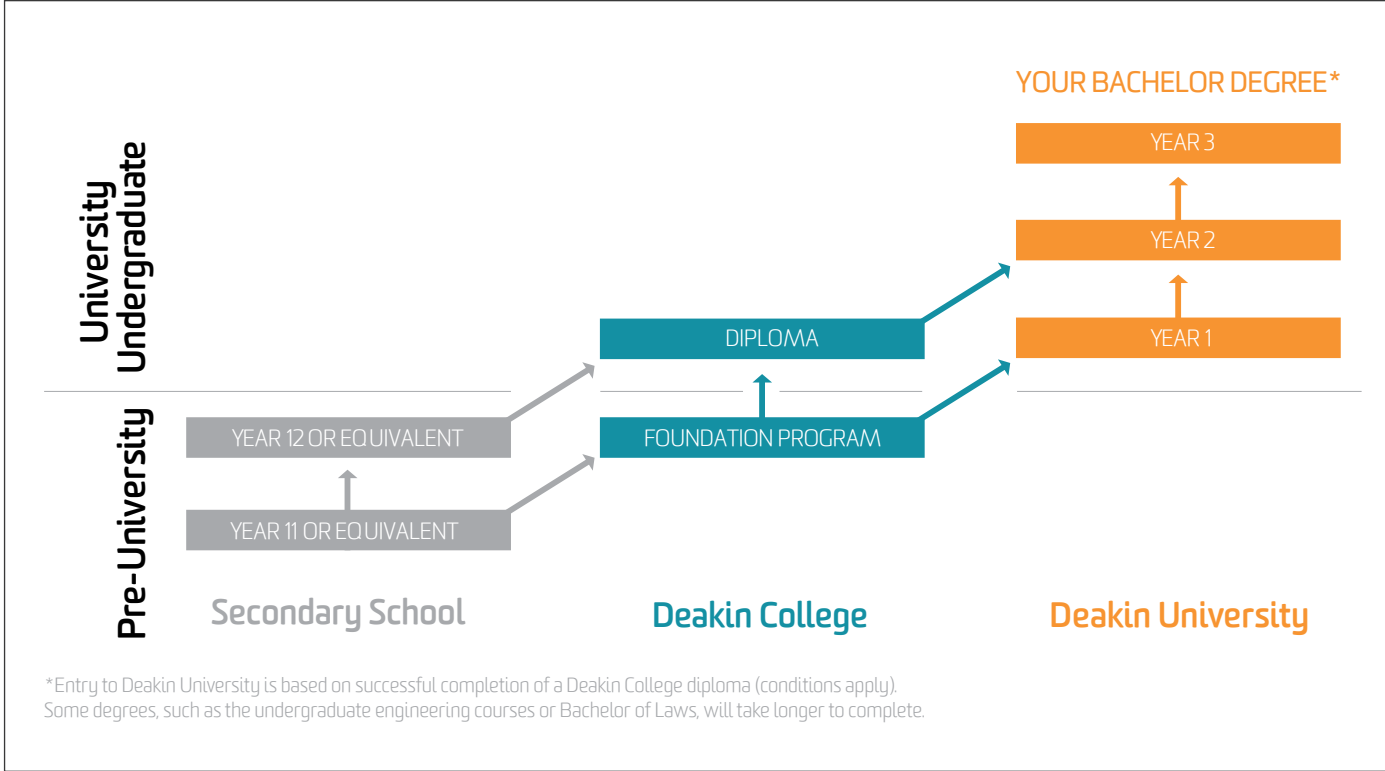 YOUR BACHELOR DEGREE*
YEAR 3
YEAR 2
YEAR 1
University
Undergraduate
DIPLOMA
FOUNDATION PROGRAM
YEAR 12 OR EQUIVALENT
YEAR 11 OR EQUIVALENT
Pre-University
Secondary School
Deakin College
Deakin University
*Entry to Deakin University is based on successful completion of a Deakin College diploma (conditions apply).
Some degrees, such as the undergraduate engineering courses or Bachelor of Laws, will take longer to complete.